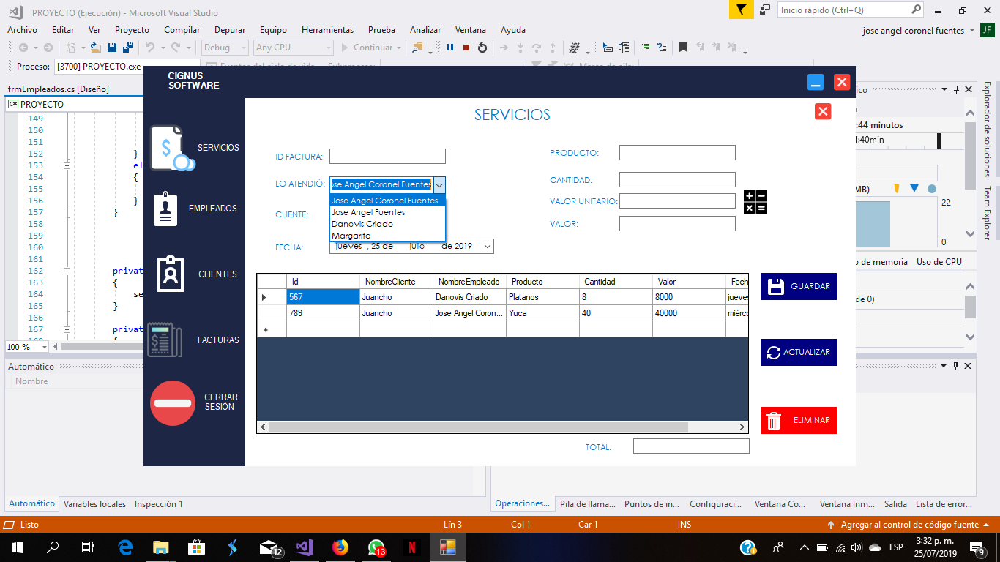 PROYECTO (Ejecución) - Microsoft Visual Studio
Inicio rápido (Ctrl+Q)
Archivo Editar Ver Proyecto Compilar Depurar Equipo Herramientas Prueba Analizar Ventana Ayuda
jose angel coronel fuentes JF
Debug Any CPU Continuar
Proceso: [3700] PROYECTO.exe
CIGNUS
SOFTWARE
frmEmpleados.cs [Diseño]
C# PROYECTO
149
150
151
152 }
153 el
154 {
155
156 }
157 }
158
159
160
161
162 privat
163 {
164 se
165 }
166
167 privat
168 {
100 %
SERVICIOS
EMPLEADOS
CLIENTES
FACTURAS
CERRAR
SESIÓN
SERVICIOS
ID FACTURA:
LO ATENDIÓ: ose Angel Coronel Fuentes
Jose Angel Coronel Fuentes
Jose Angel Fuentes
Danovis Criado
Margarita
CLIENTE:
FECHA: jueves , 25 de julio de 2019
PRODUCTO:
CANTIDAD:
VALOR UNITARIO:
VALOR:
Id NombreCliente NombreEmpleado Producto Cantidad Valor Fech
567 Juancho Danovis Criado Platanos 8 8000 jueves
789 Juancho Jose Angel Coron... Yuca 40 40000 miérco
GUARDAR
ACTUALIZAR
ELIMINAR
TOTAL:
ico
:44 minutos
1:40min
MB)
22
0
o de memoria Uso de CPU
de 0)
Explorador de soluciones
Team Explorer
Automático
Nombre
Automático Variables locales Inspección 1
Operaciones... Pila de llama... Puntos de in... Configuraci... Ventana Co... Ventana Inm... Salida Lista de error...
Listo Lín 3 Col 1 Car 1 INS Agregar al control de código fuente
12 13 ESP 3:32 p. m.
25/07/2019 9